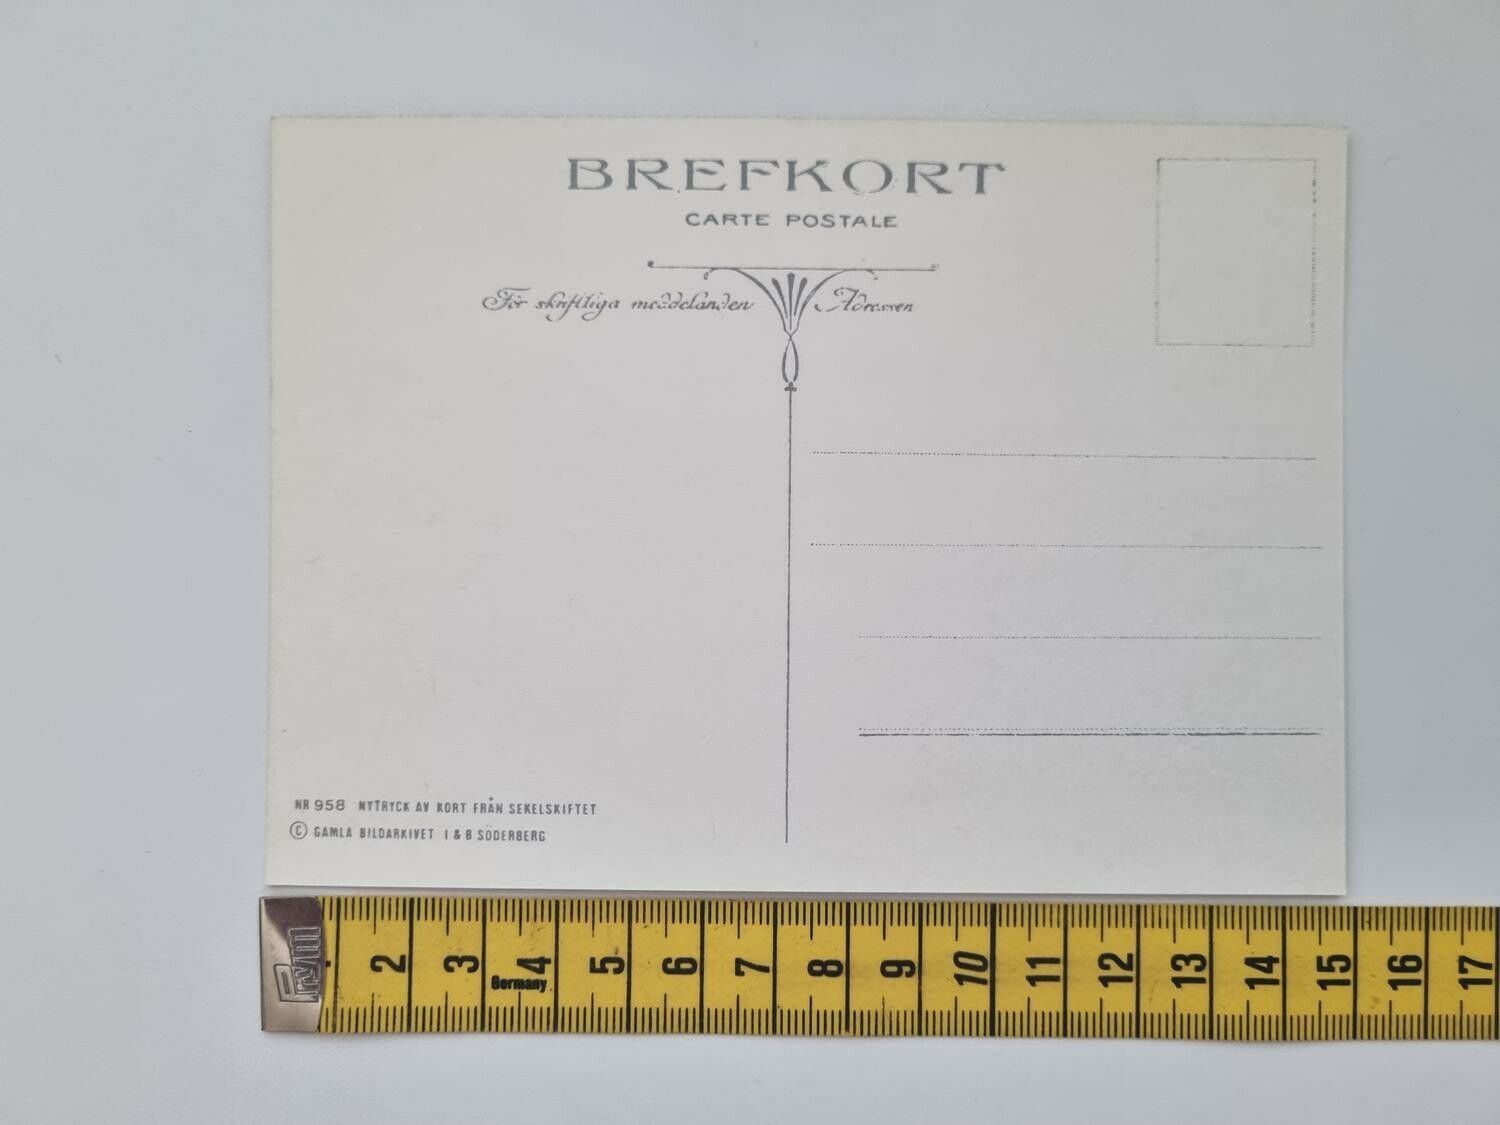 BREFKORT
CARTE POSTALE
För skriftliga meddelanden Adressen
NR 958 NYTRYCK AV KORT FRÅN SEKELSKIFTET
© GAMLA BILDARKIVET I & B SÖDERBERG
Prym
2 3 4 5 6 7 8 9 10 11 12 13 14 15 16 17
Germany